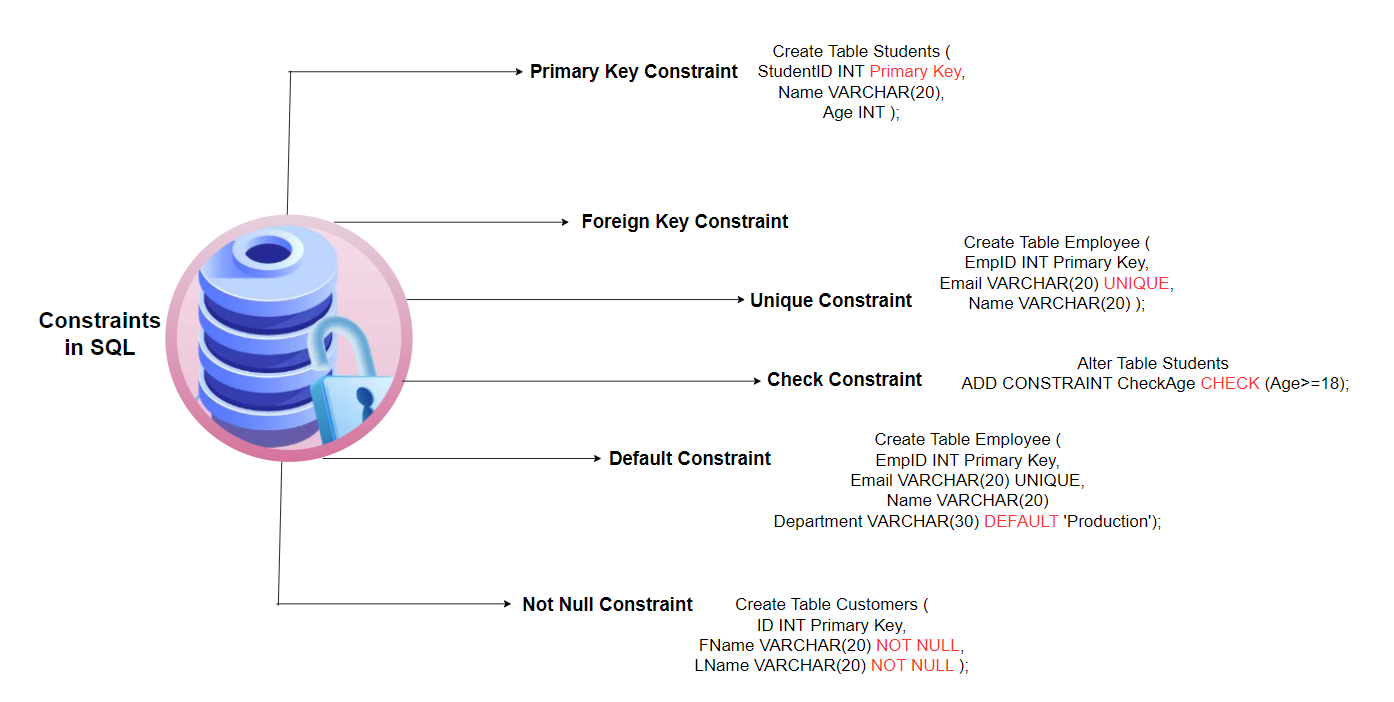 Constraints
in SQL
Primary Key Constraint
Create Table Students (
StudentID INT Primary Key,
Name VARCHAR(20),
Age INT );
Foreign Key Constraint
Unique Constraint
Create Table Employee (
EmpID INT Primary Key,
Email VARCHAR(20) UNIQUE,
Name VARCHAR(20) );
Check Constraint
Alter Table Students
ADD CONSTRAINT CheckAge CHECK (Age>=18);
Default Constraint
Create Table Employee (
EmpID INT Primary Key,
Email VARCHAR(20) UNIQUE,
Name VARCHAR(20)
Department VARCHAR(30) DEFAULT 'Production');
Not Null Constraint
Create Table Customers (
ID INT Primary Key,
FName VARCHAR(20) NOT NULL,
LName VARCHAR(20) NOT NULL );